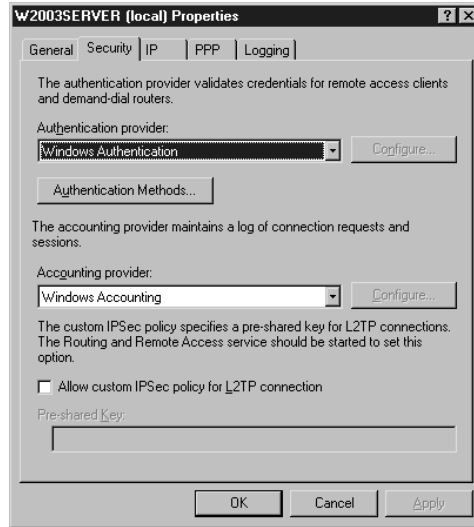 W2003SERVER (local) Properties
General Security IP PPP Logging
The authentication provider validates credentials for remote access clients
and demand-dial routers.
Authentication provider:
Windows Authentication
Configure...
Authentication Methods...
The accounting provider maintains a log of connection requests and
sessions.
Accounting provider:
Windows Accounting
Configure...
The custom IPSec policy specifies a pre-shared key for L2TP connections.
The Routing and Remote Access service should be started to set this
option.
Allow custom IPSec policy for L2TP connection
Pre-shared Key:
OK Cancel Apply